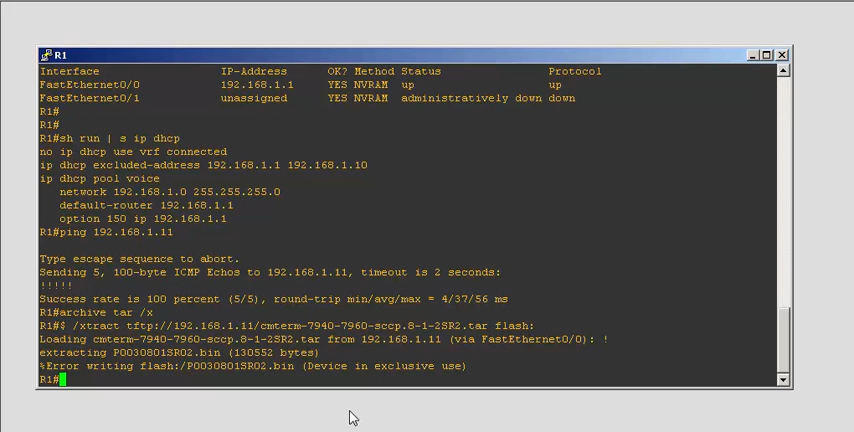 R1
Interface                  IP-Address      OK? Method Status                Protocol
FastEthernet0/0            192.168.1.1     YES NVRAM  up                    up
FastEthernet0/1            unassigned      YES NVRAM  administratively down down
R1#
R1#
R1#sh run | s ip dhcp
no ip dhcp use vrf connected
ip dhcp excluded-address 192.168.1.1 192.168.1.10
ip dhcp pool voice
   network 192.168.1.0 255.255.255.0
   default-router 192.168.1.1
   option 150 ip 192.168.1.1
R1#ping 192.168.1.11
Type escape sequence to abort.
Sending 5, 100-byte ICMP Echos to 192.168.1.11, timeout is 2 seconds:
!!!!!
Success rate is 100 percent (5/5), round-trip min/avg/max = 4/37/56 ms
R1#archive tar /x
R1#$ /xtract tftp://192.168.1.11/cmterm-7940-7960-sccp.8-1-2SR2.tar flash:
Loading cmterm-7940-7960-sccp.8-1-2SR2.tar from 192.168.1.11 (via FastEthernet0/0): !
extracting P0030801SR02.bin (130552 bytes)
%Error writing flash:/P0030801SR02.bin (Device in exclusive use)
R1#